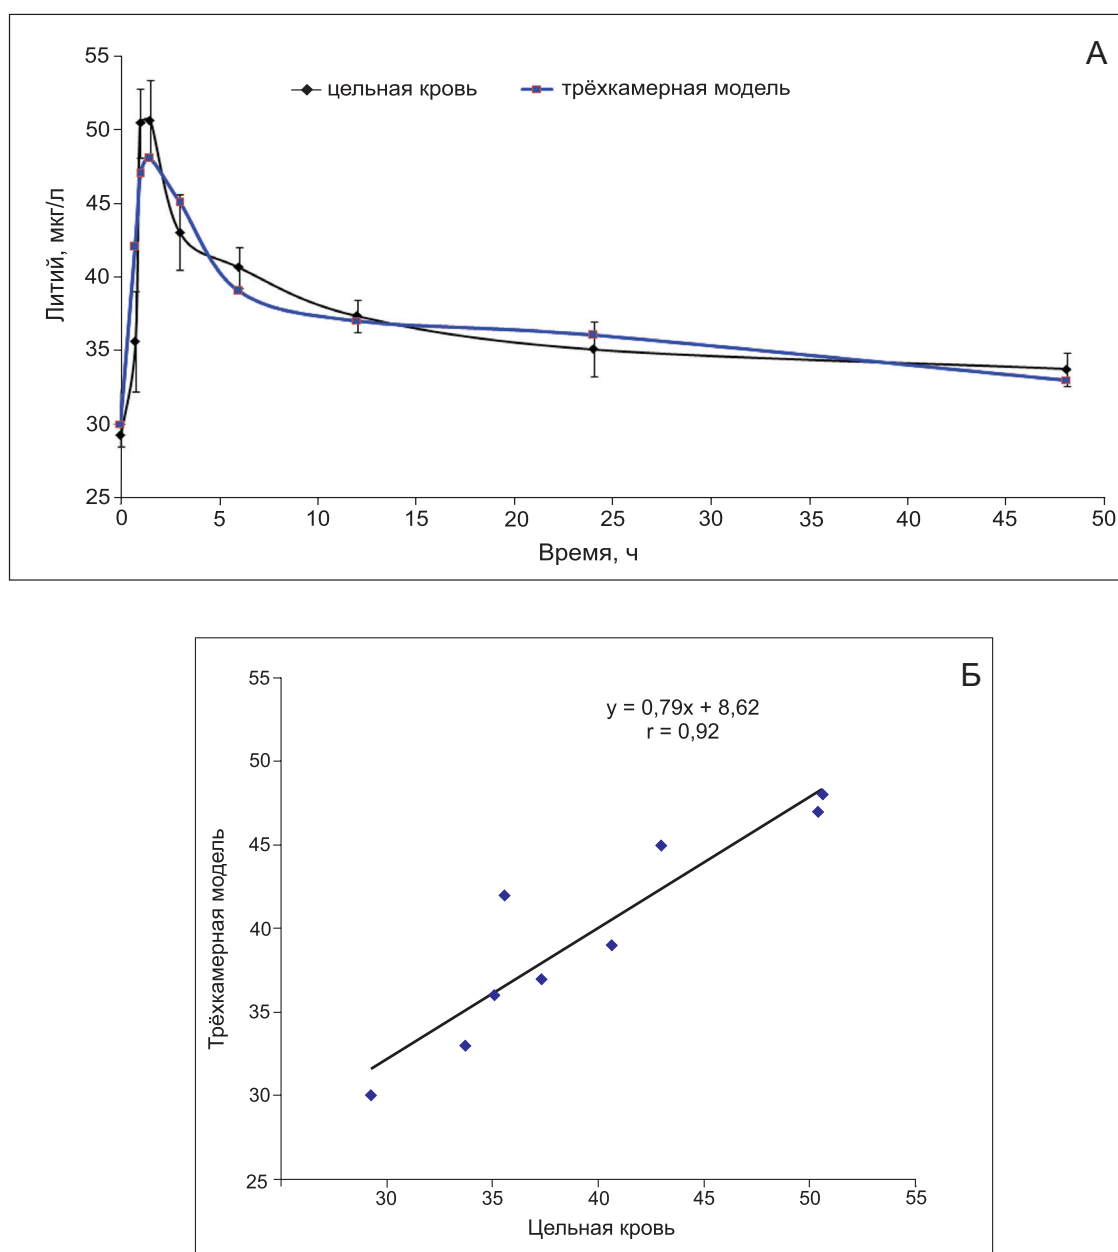 А
55
цельная кровь
трёхкамерная модель
50
45
Литий, мкг/л
40
35
30
25
0 5 10 15 20 25 30 35 40 45 50
Время, ч
Б
55
y = 0,79x + 8,62
r = 0,92
50
45
Трёхкамерная модель
40
35
30
25
30 35 40 45 50 55
Цельная кровь